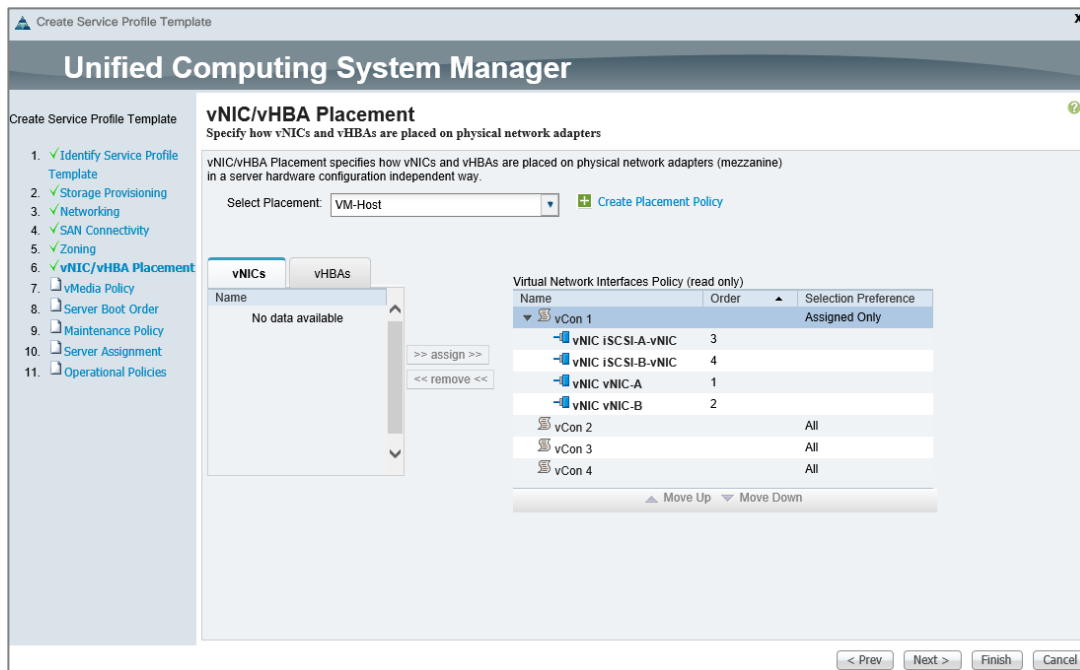 Create Service Profile Template
X
Unified Computing System Manager
Create Service Profile Template
1. Identify Service Profile
Template
2. Storage Provisioning
3. Networking
4. SAN Connectivity
5. Zoning
6. vNIC/vHBA Placement
7. vMedia Policy
8. Server Boot Order
9. Maintenance Policy
10. Server Assignment
11. Operational Policies
vNIC/vHBA Placement
?
Specify how vNICs and vHBAs are placed on physical network adapters
vNIC/vHBA Placement specifies how vNICs and vHBAs are placed on physical network adapters (mezzanine)
in a server hardware configuration independent way.
Select Placement: VM-Host Create Placement Policy
vNICs vHBAs
Name
No data available
>> assign >>
<< remove <<
Virtual Network Interfaces Policy (read only)
Name Order Selection Preference
vCon 1 Assigned Only
vNIC iSCSI-A-vNIC 3
vNIC iSCSI-B-vNIC 4
vNIC vNIC-A 1
vNIC vNIC-B 2
vCon 2 All
vCon 3 All
vCon 4 All
Move Up Move Down
< Prev Next > Finish Cancel